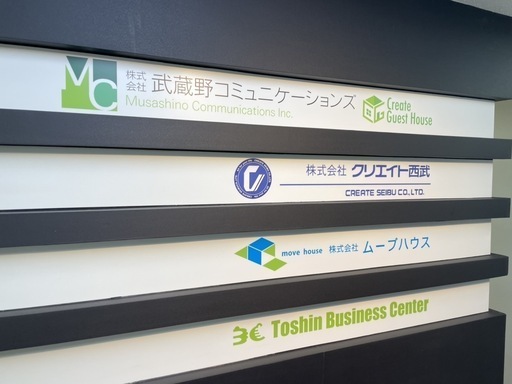 MC 株式会社 武蔵野コミュニケーションズ
Musashino Communications Inc.
Create
Guest House
株式会社 クリエイト西武
CREATE SEIBU CO.,LTD.
move house 株式会社 ムーブハウス
Toshin Business Center